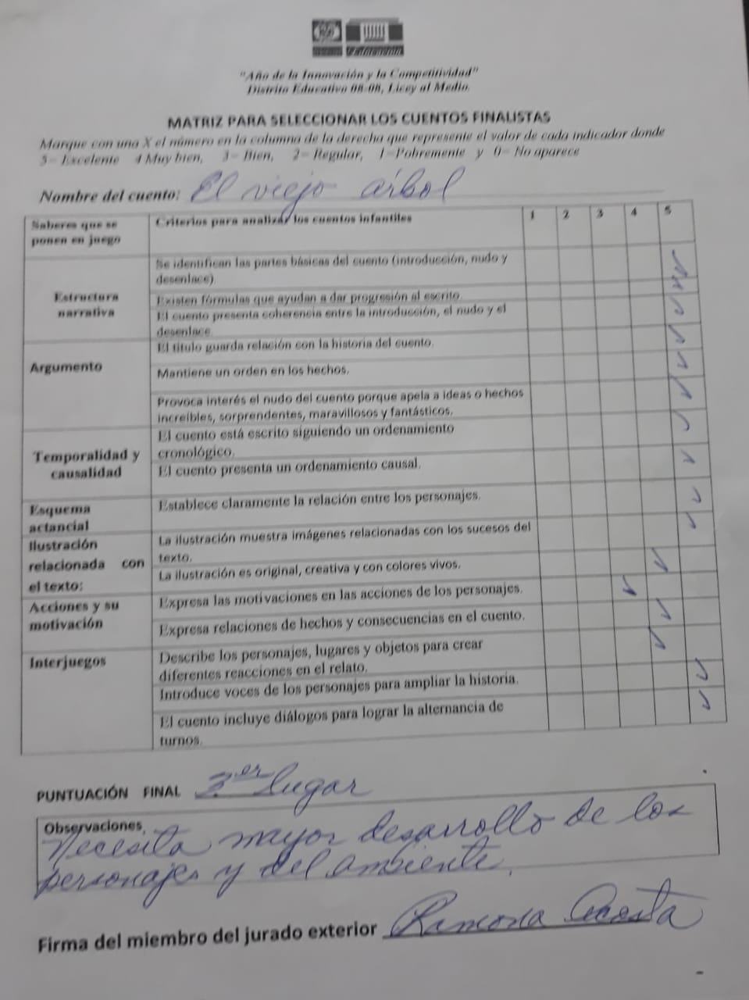 "Año de la Innovación y la Competitividad"
Distrito Educativo 08-08, Licey al Medio.
MATRIZ PARA SELECCIONAR LOS CUENTOS FINALISTAS
Marque con una X el número en la columna de la derecha que represente el valor de cada indicador donde
5= Excelente 4 Muy bien, 3= Bien, 2= Regular, 1=Pobremente y 0= No aparece
Nombre del cuento: El viejo árbol
Saberes que se
ponen en juego
Criterios para analizar los cuentos infantiles
1 2 3 4 5
Estructura
narrativa
Se identifican las partes básicas del cuento (introducción, nudo y
desenlace).
Existen fórmulas que ayudan a dar progresión al escrito.
El cuento presenta coherencia entre la introducción, el nudo y el
desenlace.
Argumento
El título guarda relación con la historia del cuento.
Mantiene un orden en los hechos.
Provoca interés el nudo del cuento porque apela a ideas o hechos
increíbles, sorprendentes, maravillosos y fantásticos.
Temporalidad y
causalidad
El cuento está escrito siguiendo un ordenamiento
cronológico.
El cuento presenta un ordenamiento causal.
Esquema
actancial
Establece claramente la relación entre los personajes.
Ilustración
relacionada con
el texto:
La ilustración muestra imágenes relacionadas con los sucesos del
texto.
La ilustración es original, creativa y con colores vivos.
Acciones y su
motivación
Expresa las motivaciones en las acciones de los personajes.
Expresa relaciones de hechos y consecuencias en el cuento.
Interjuegos
Describe los personajes, lugares y objetos para crear
diferentes reacciones en el relato.
Introduce voces de los personajes para ampliar la historia.
El cuento incluye diálogos para lograr la alternancia de
turnos.
PUNTUACIÓN FINAL 3.er lugar
Observaciones
Necesita mayor desarrollo de los
personajes y del ambiente.
Firma del miembro del jurado exterior Ramona Acosta